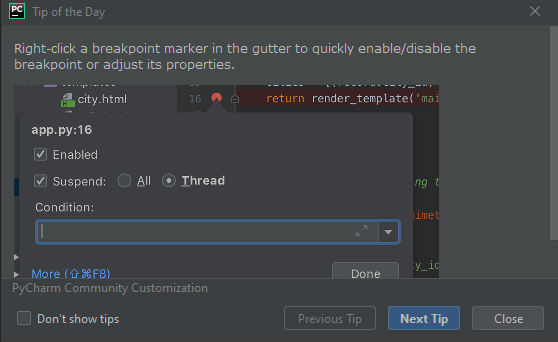 PC
Tip of the Day
Right-click a breakpoint marker in the gutter to quickly enable/disable the
breakpoint or adjust its properties.
templates
city.html
16
return render_template('mai
app.py:16
Enabled
Suspend:
All
Thread
Condition:
More (⇧⌘F8)
Done
PyCharm Community Customization
Don't show tips
Previous Tip
Next Tip
Close